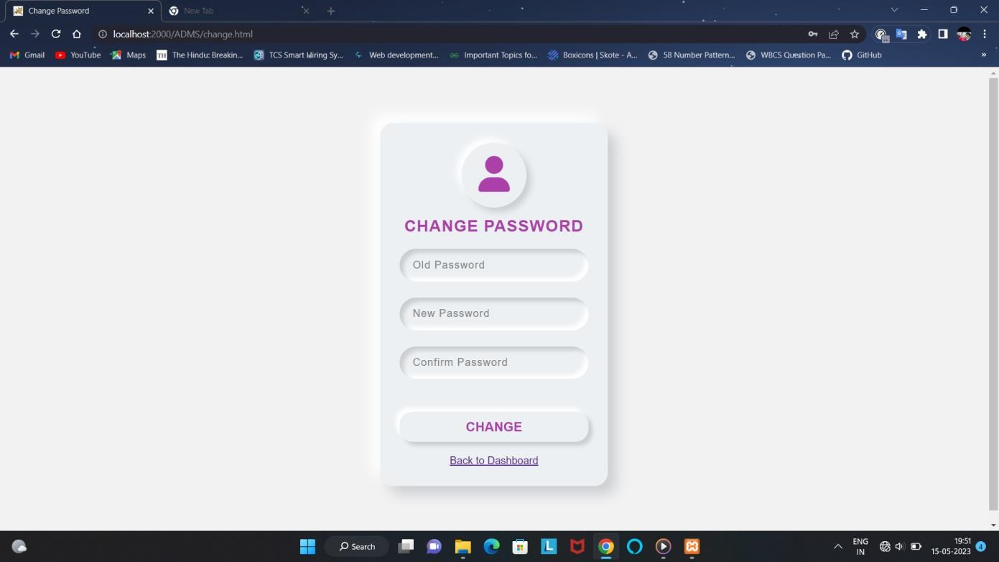 Change Password
New Tab
localhost:2000/ADMS/change.html
Gmail
YouTube
Maps
TH
The Hindu: Breakin...
TCS Smart Hiring Sy...
Web development...
Important Topics fo...
Boxicons | Skote - A...
58 Number Pattern...
WBCS Question Pa...
GitHub
»
CHANGE PASSWORD
Old Password
New Password
Confirm Password
CHANGE
Back to Dashboard
Search
L
ENG
IN
19:51
15-05-2023
4